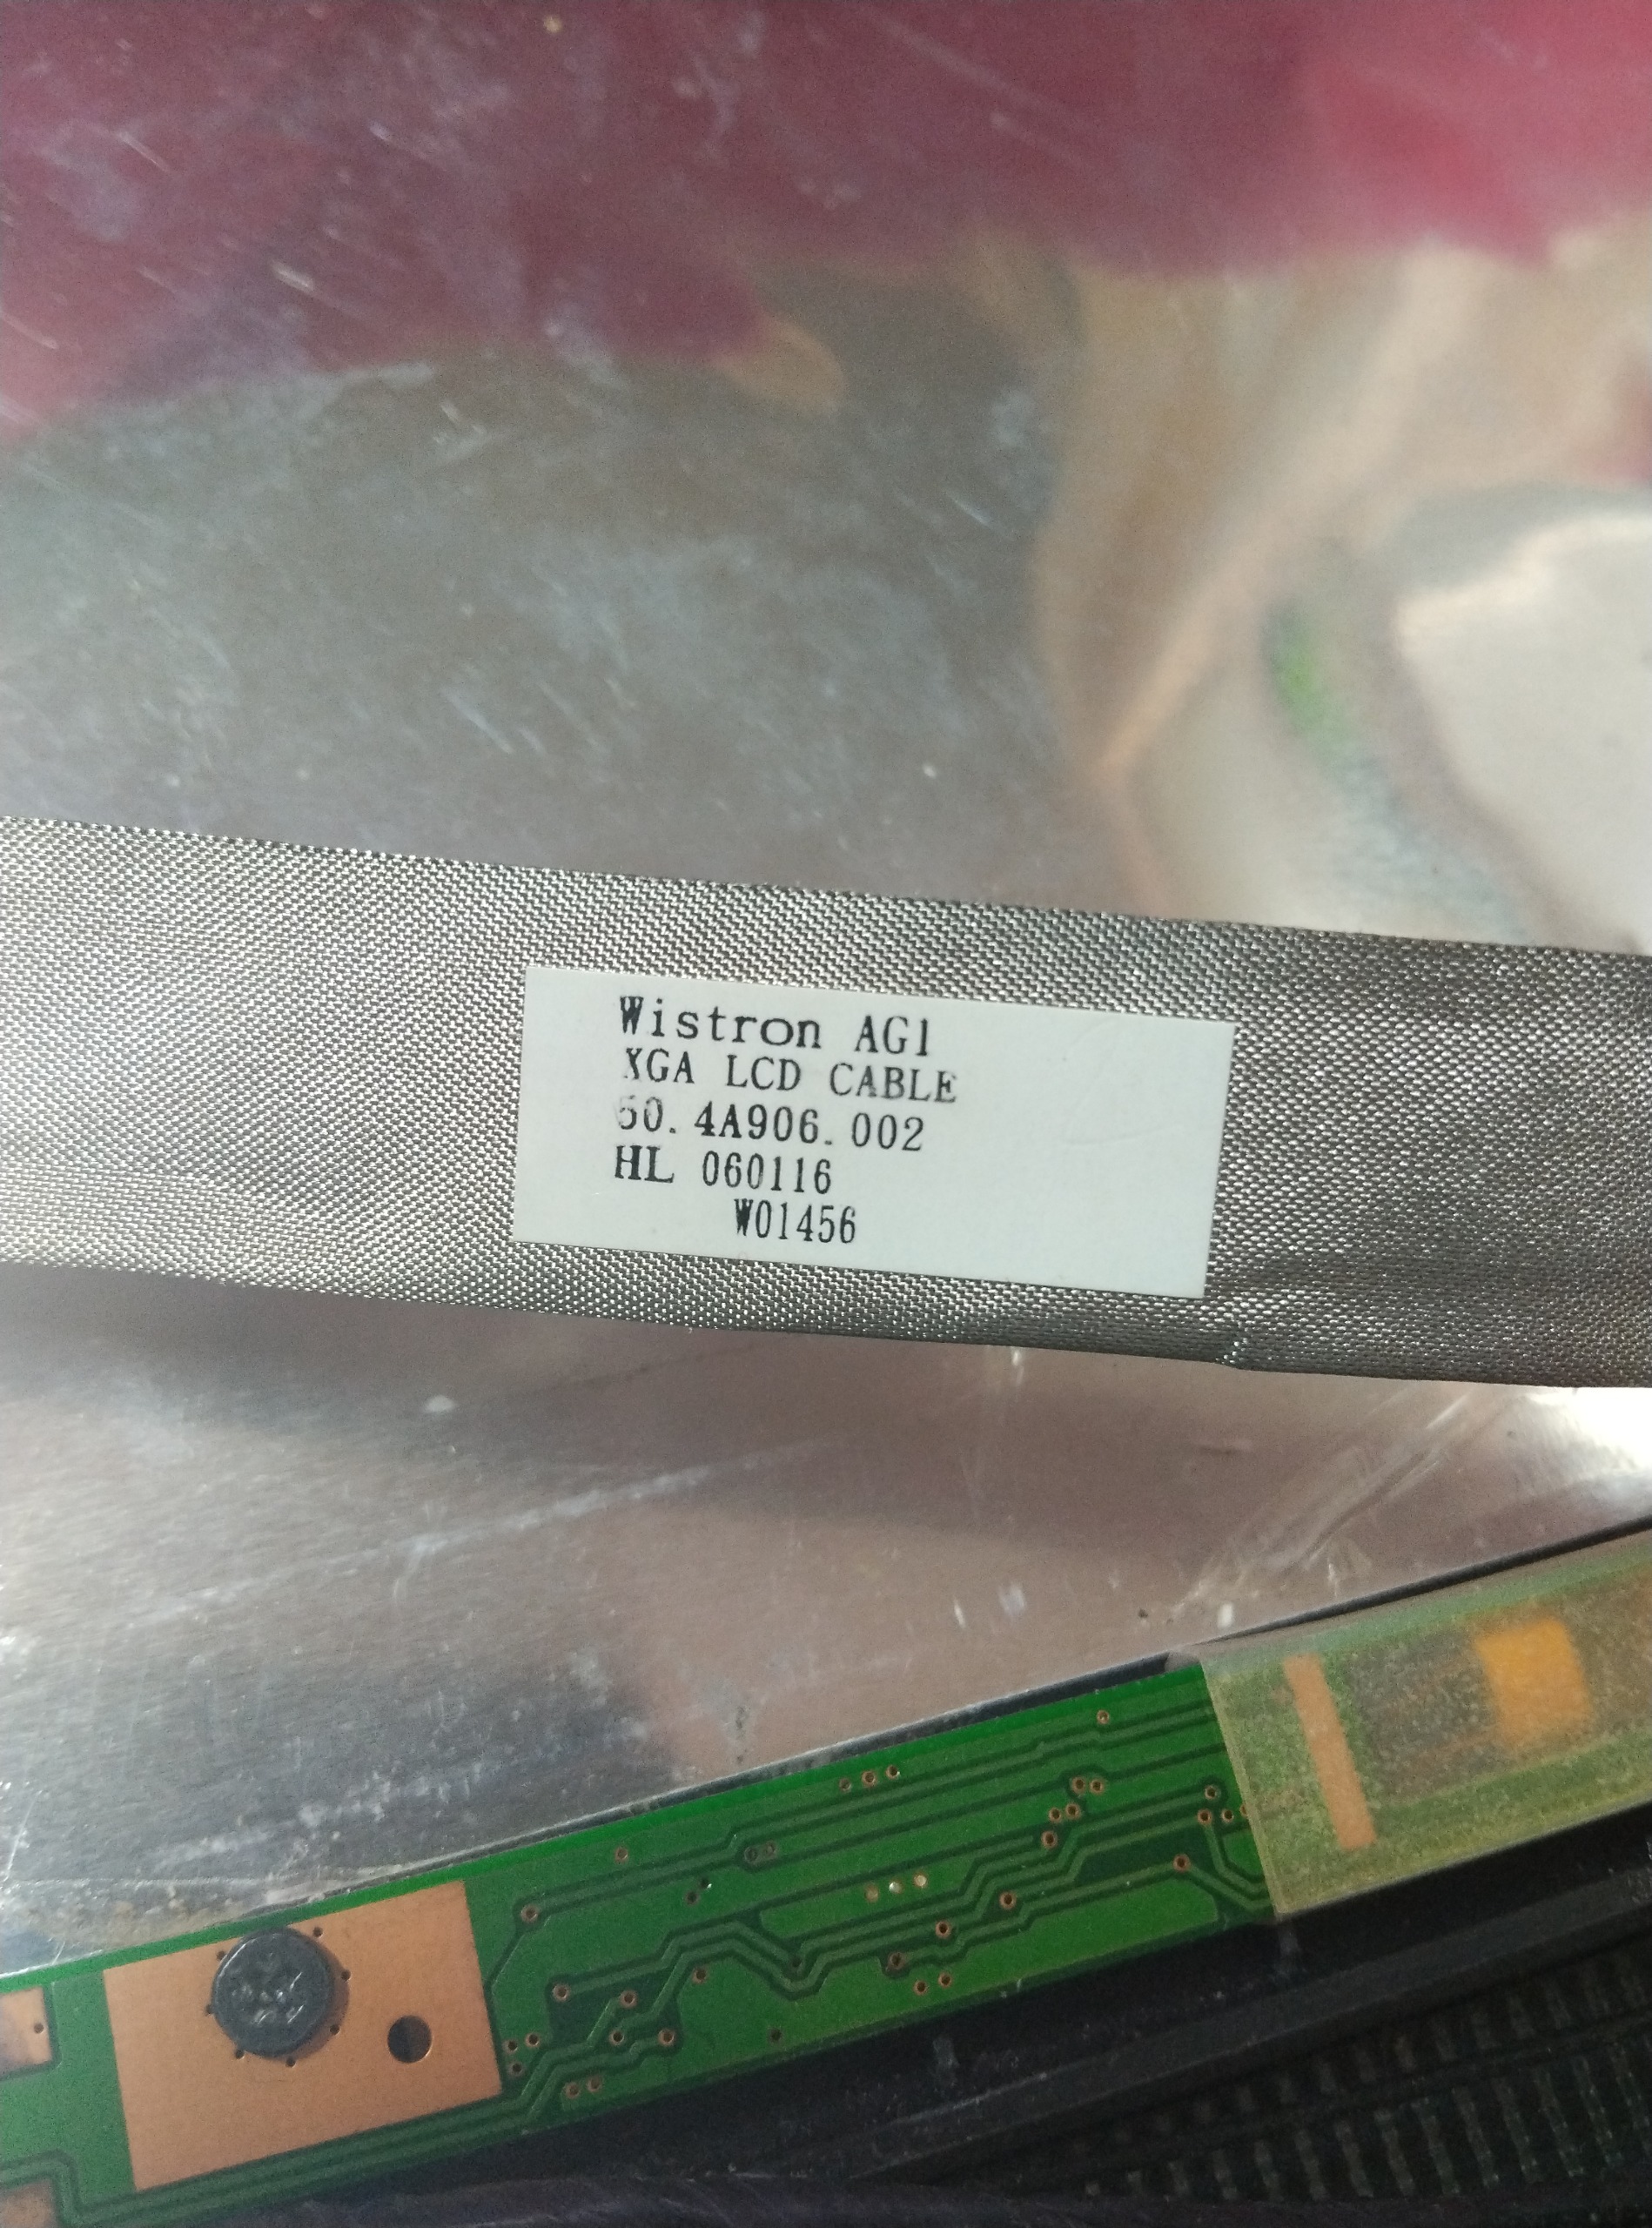 Wistron AG1
XGA LCD CABLE
50.4A906.002
HL 060116
W01456